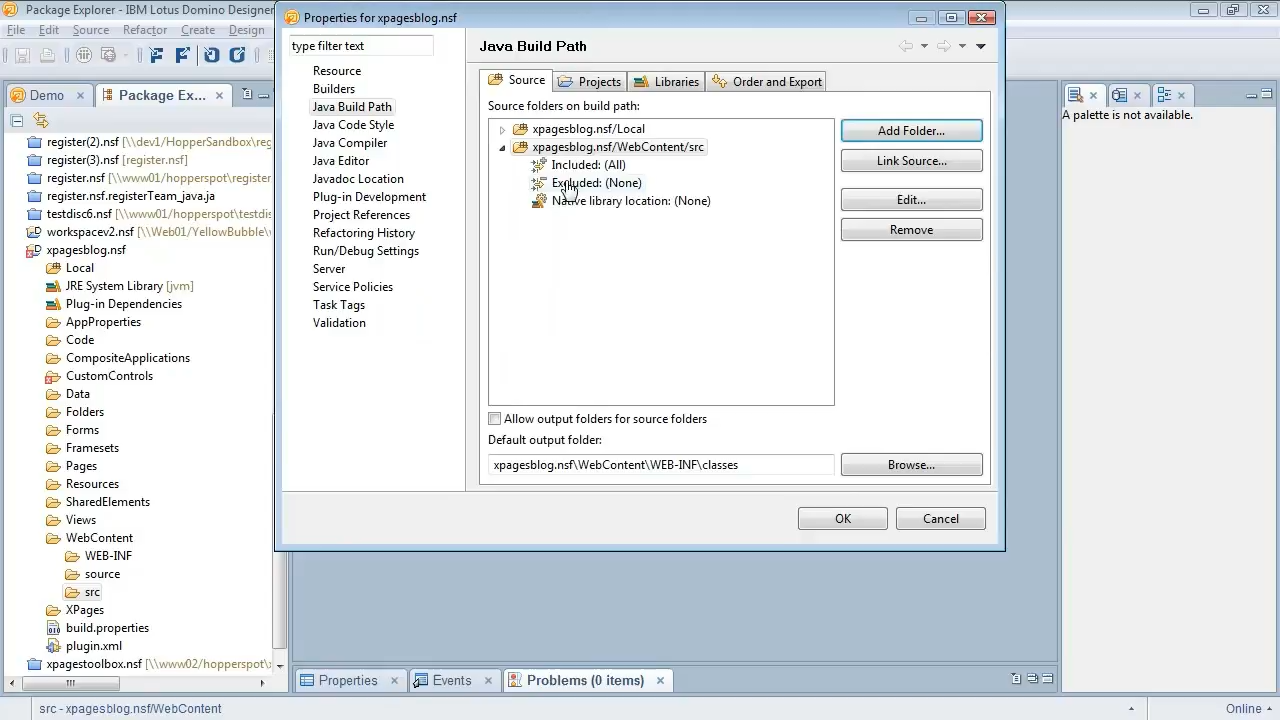 Package Explorer - IBM Lotus Domino Designer
File Edit Source Refactor Create Design
Demo
Package Ex...
register(2).nsf [\\dev1/HopperSandbox\reg
register(3).nsf [register.nsf]
register.nsf [\\www01/hopperspot\register
register.nsf.registerTeam_java.ja
testdisc6.nsf [\\www01/hopperspot\testdisc
workspacev2.nsf [\\Web01/YellowBubble\v
xpagesblog.nsf
Local
JRE System Library [jvm]
Plug-in Dependencies
AppProperties
Code
CompositeApplications
CustomControls
Data
Folders
Forms
Framesets
Pages
Resources
SharedElements
Views
WebContent
WEB-INF
source
src
XPages
build.properties
plugin.xml
xpagestoolbox.nsf [\\www02/hopperspot\x
Properties for xpagesblog.nsf
type filter text
Resource
Builders
Java Build Path
Java Code Style
Java Compiler
Java Editor
Javadoc Location
Plug-in Development
Project References
Refactoring History
Run/Debug Settings
Server
Service Policies
Task Tags
Validation
Java Build Path
Source
Projects
Libraries
Order and Export
Source folders on build path:
xpagesblog.nsf/Local
xpagesblog.nsf/WebContent/src
Included: (All)
Excluded: (None)
Native library location: (None)
Add Folder...
Link Source...
Edit...
Remove
Allow output folders for source folders
Default output folder:
xpagesblog.nsf\WebContent\WEB-INF\classes
Browse...
OK
Cancel
A palette is not available.
Properties
Events
Problems (0 items)
src - xpagesblog.nsf/WebContent
Online